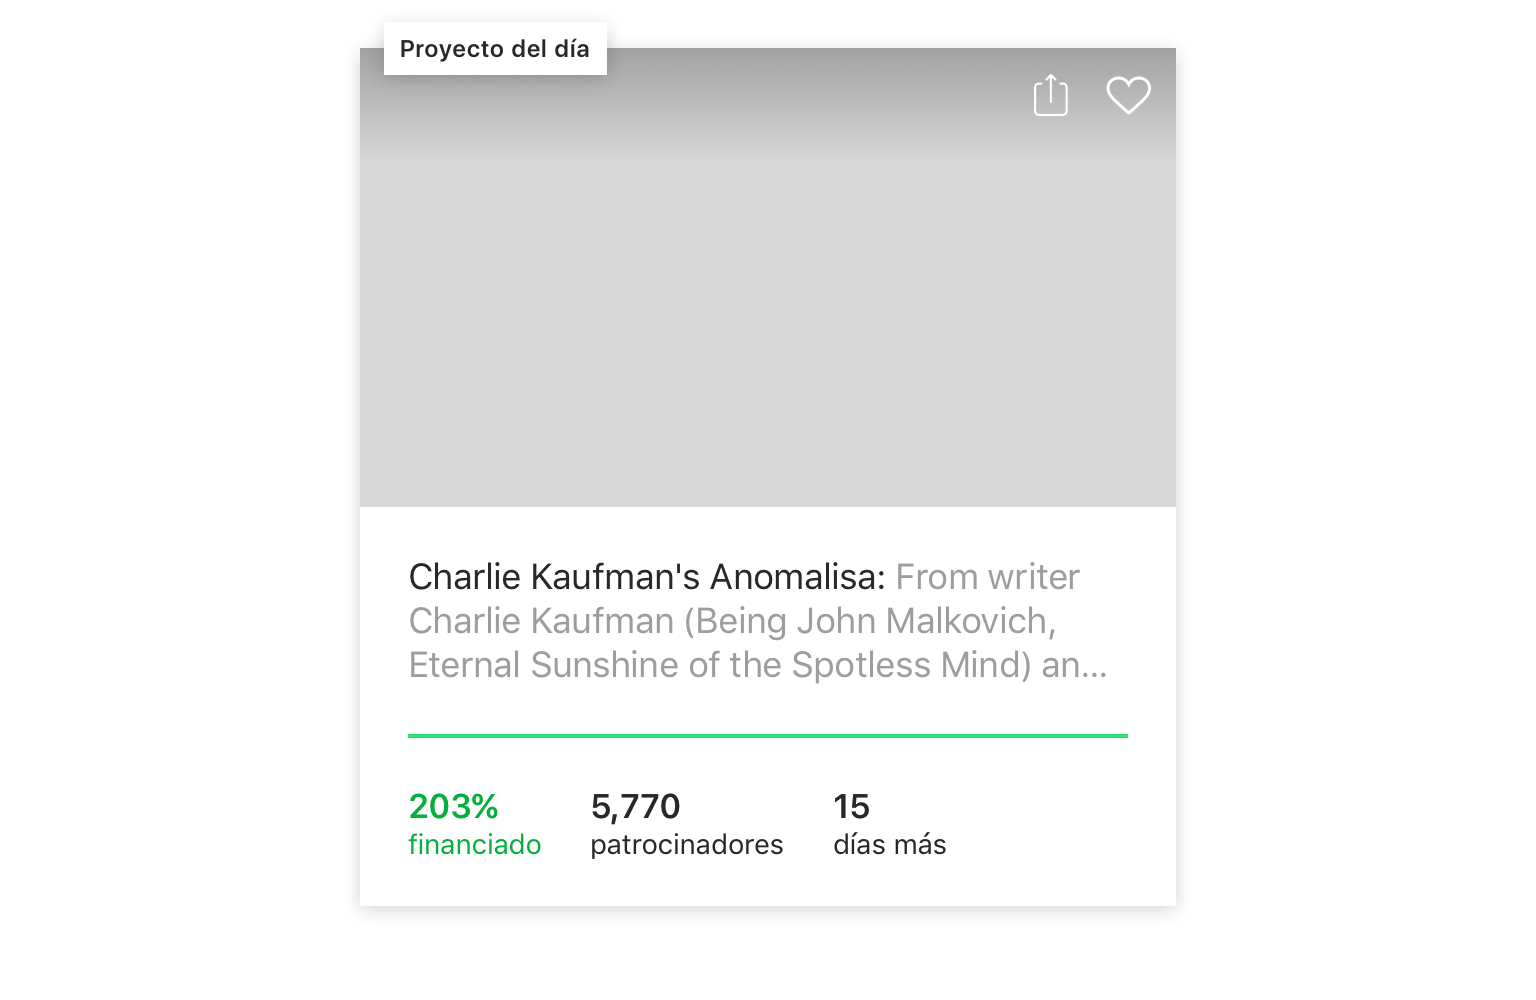 Proyecto del día
Charlie Kaufman's Anomalisa: From writer
Charlie Kaufman (Being John Malkovich,
Eternal Sunshine of the Spotless Mind) an...
203% 5,770 15
financiado patrocinadores días más